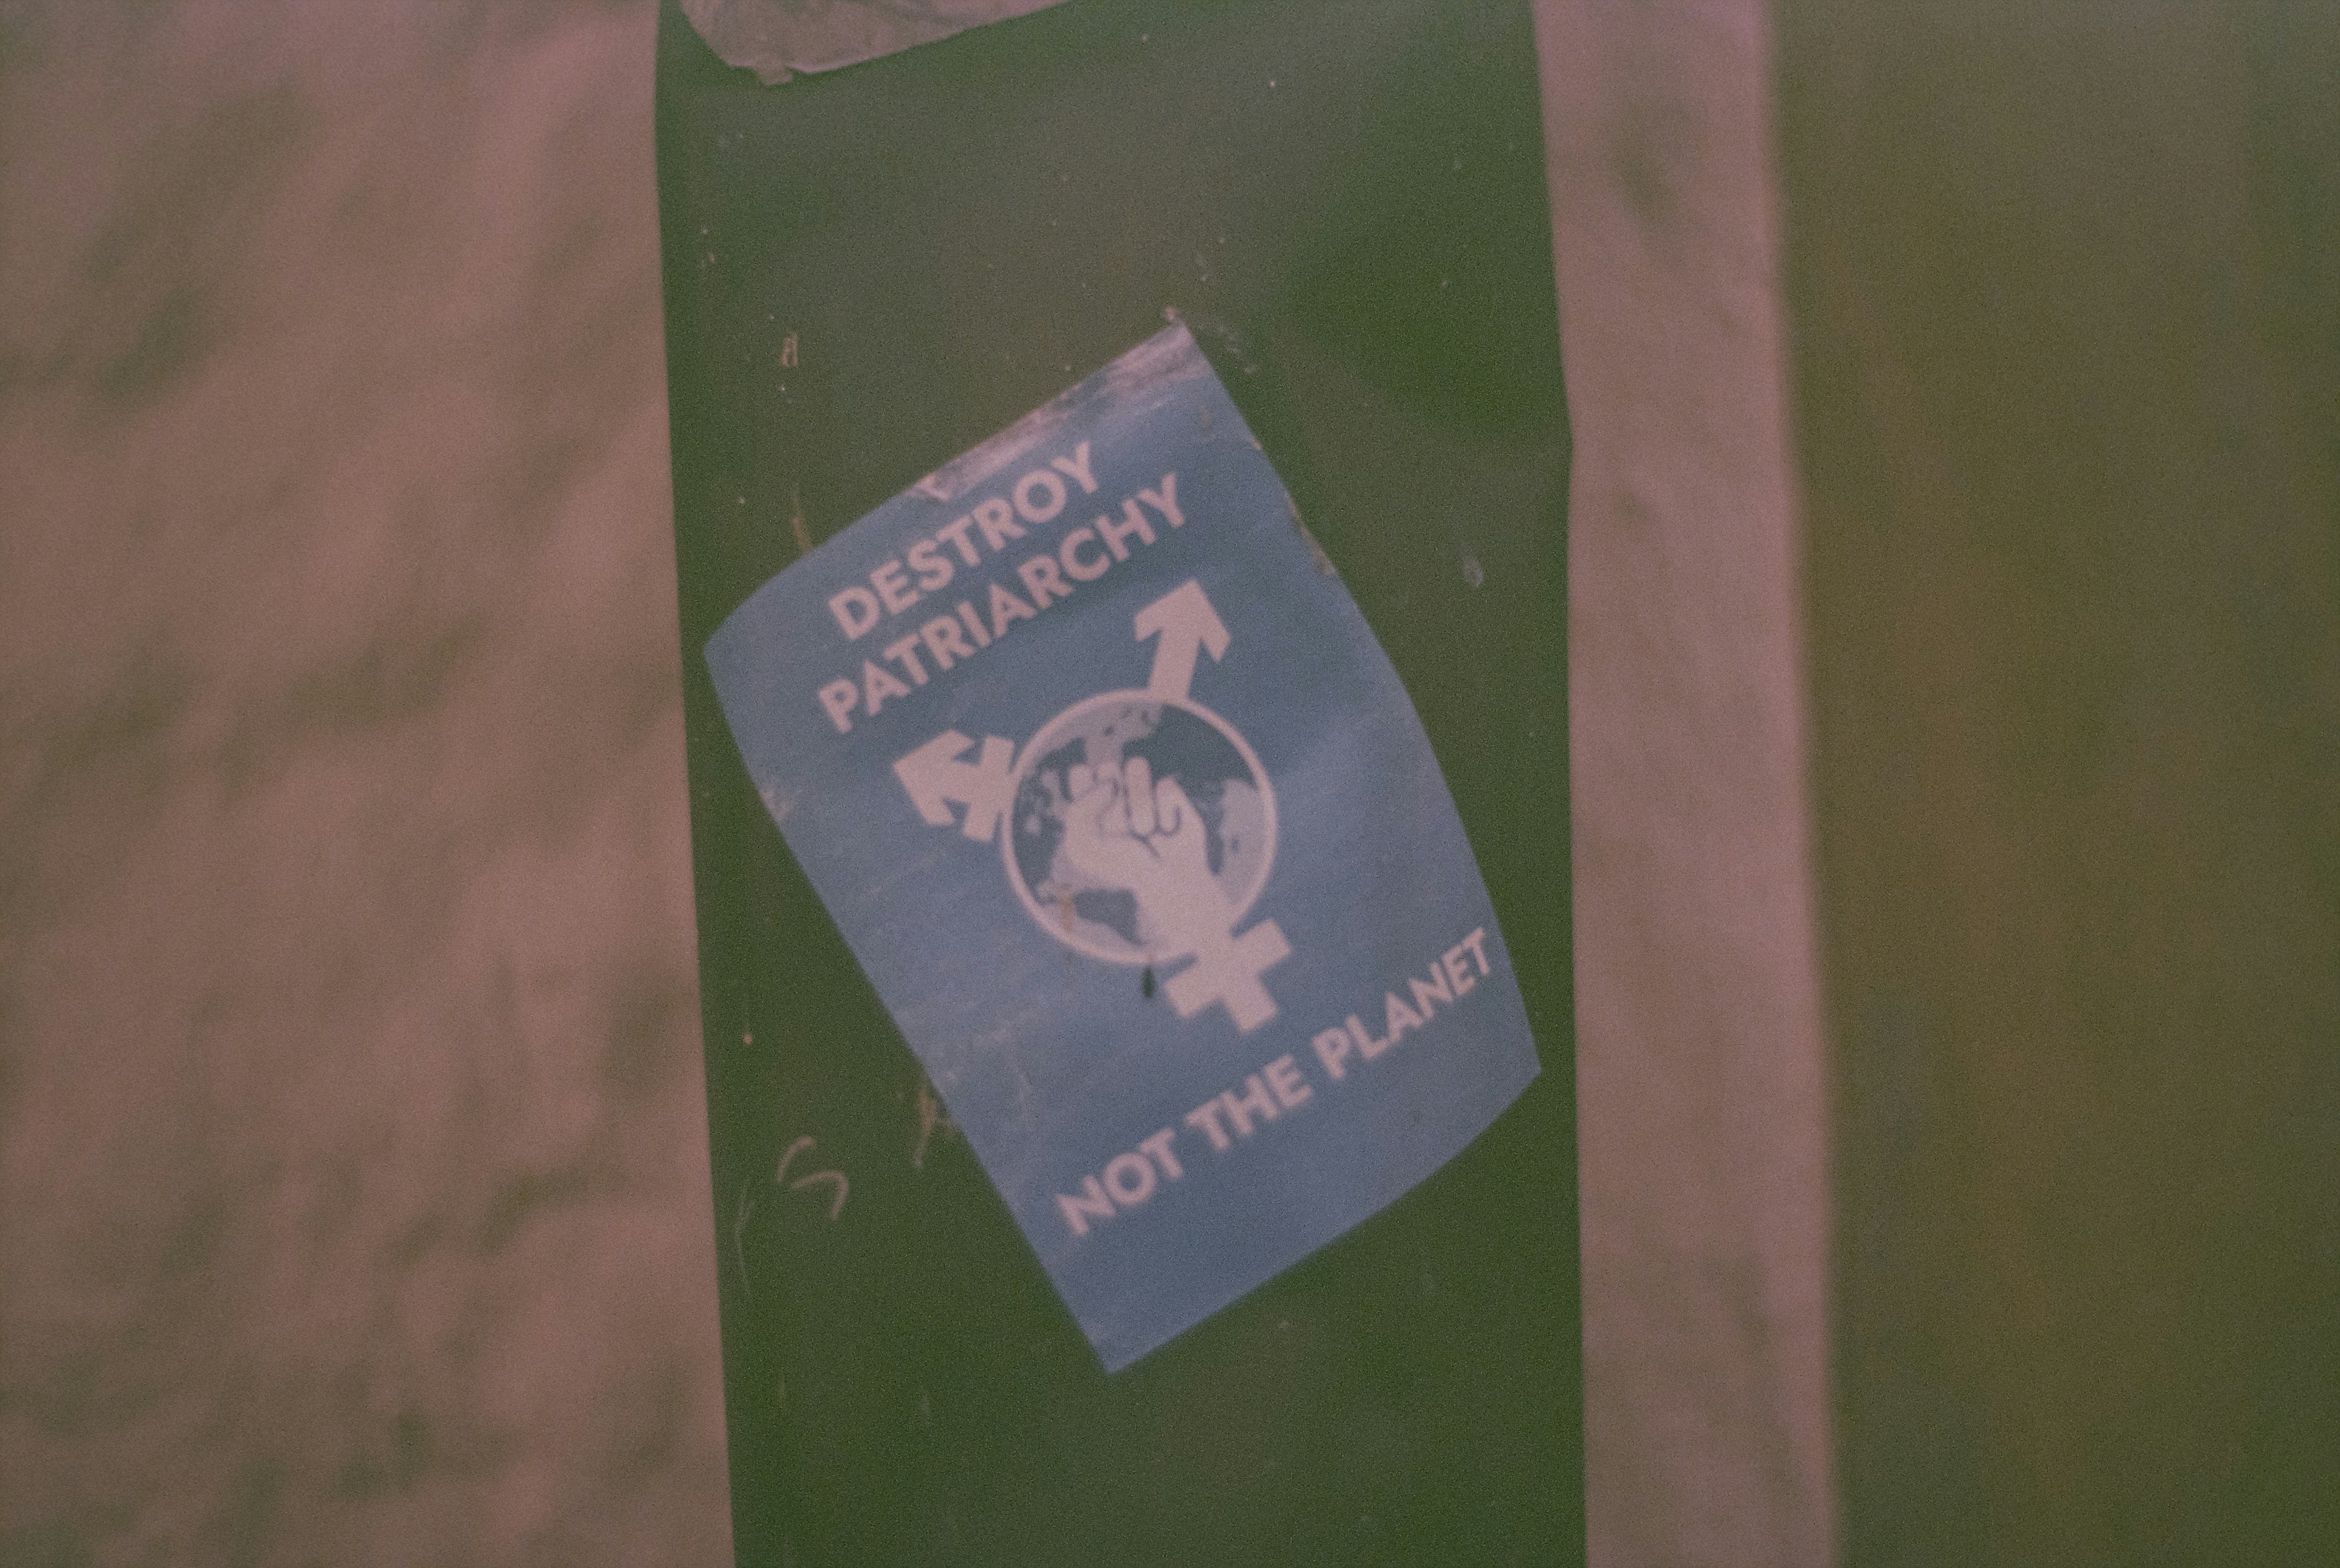 DESTROY
PATRIARCHY
NOT THE PLANET